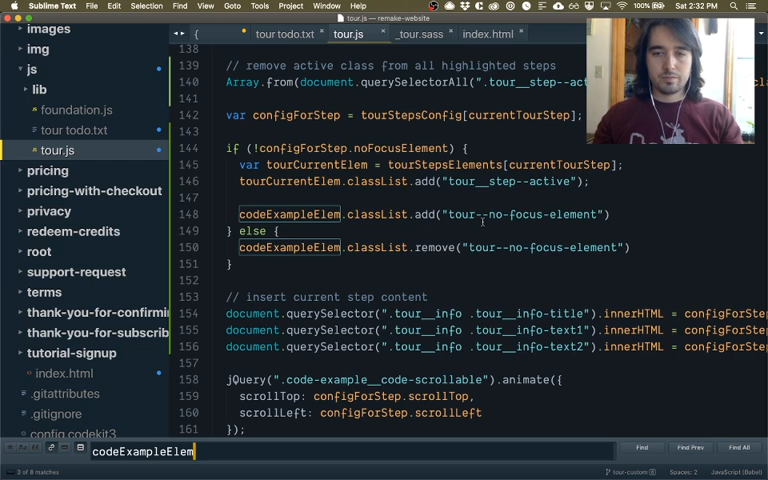 Sublime Text File Edit Selection Find View Goto Tools Project Window Help 100% Sat 2:32 PM
tour.js — remake-website
{ tour todo.txt tour.js _tour.sass index.html
images
img
js
lib
foundation.js
tour todo.txt
tour.js
pricing
pricing-with-checkout
privacy
redeem-credits
root
support-request
terms
thank-you-for-confirmi
thank-you-for-subscrib
tutorial-signup
index.html
.gitattributes
.gitignore
config.codekit3
138
139 // remove active class from all highlighted steps
140 Array.from(document.querySelectorAll(".tour__step--act
141
142 var configForStep = tourStepsConfig[currentTourStep];
143
144 if (!configForStep.noFocusElement) {
145 var tourCurrentElem = tourStepsElements[currentTourStep];
146 tourCurrentElem.classList.add("tour__step--active");
147
148 codeExampleElem.classList.add("tour--no-focus-element")
149 } else {
150 codeExampleElem.classList.remove("tour--no-focus-element")
151 }
152
153 // insert current step content
154 document.querySelector(".tour__info .tour__info-title").innerHTML = configForSte
155 document.querySelector(".tour__info .tour__info-text1").innerHTML = configForSte
156 document.querySelector(".tour__info .tour__info-text2").innerHTML = configForSte
157
158 jQuery(".code-example__code-scrollable").animate({
159 scrollTop: configForStep.scrollTop,
160 scrollLeft: configForStep.scrollLeft
161 });
codeExampleElem Find Find Prev Find All
3 of 8 matches tour-custom Spaces: 2 JavaScript (Babel)